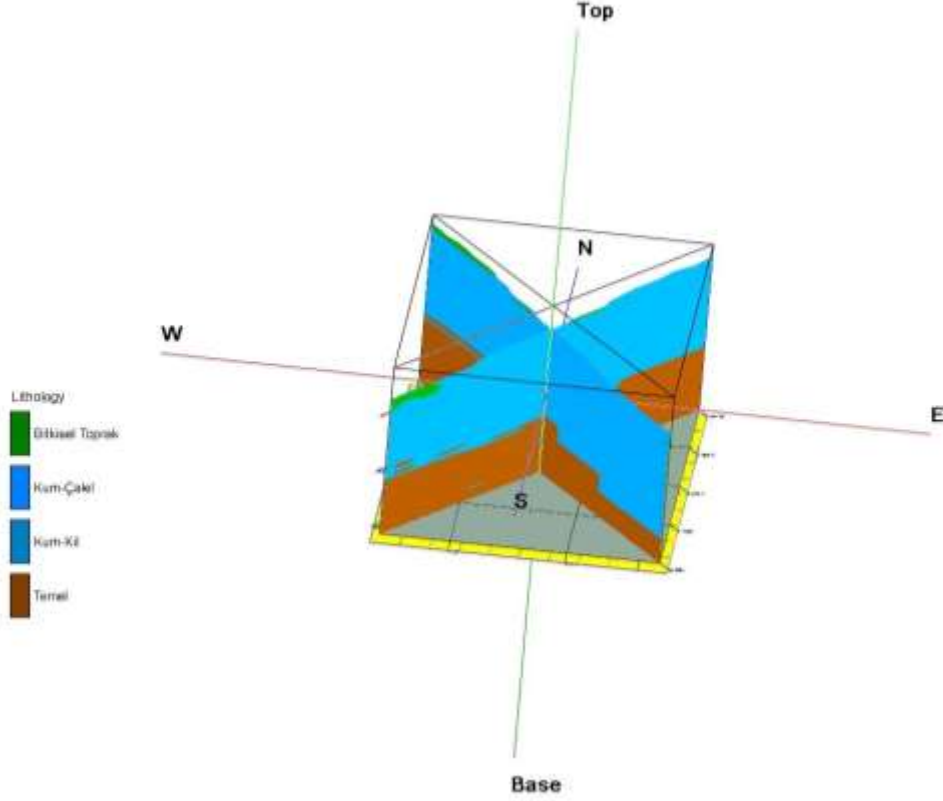 Top
N
W
E
S
Base
Lithology
Bitkisel Toprak
Kum-Çakıl
Kum-Kil
Temel